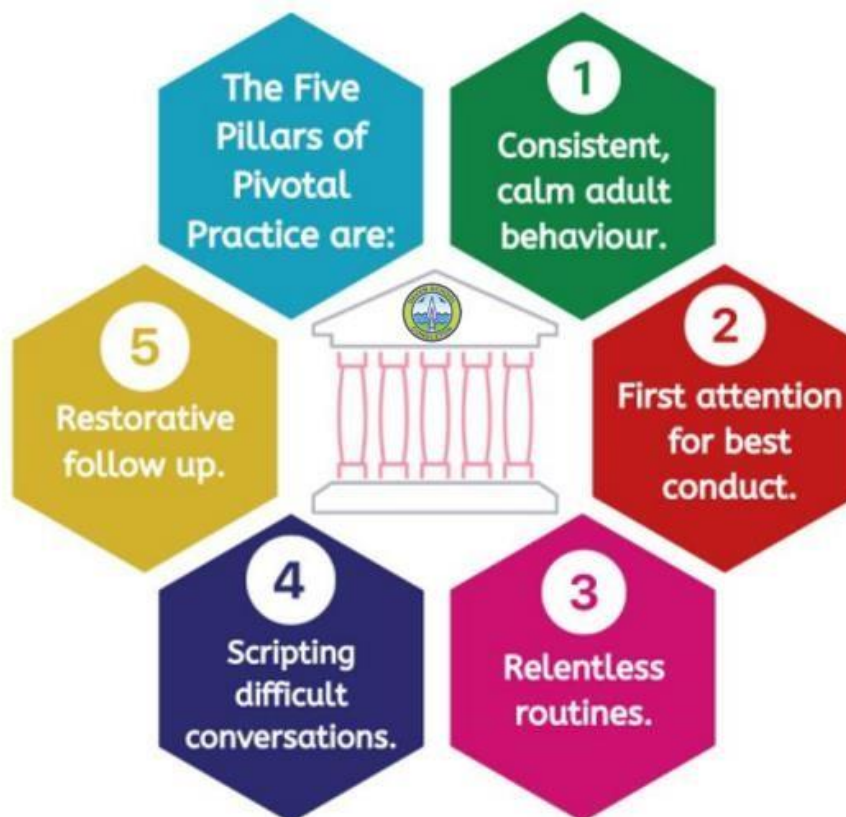 The Five
Pillars of
Pivotal
Practice are:
1
Consistent,
calm adult
behaviour.
2
First attention
for best
conduct.
3
Relentless
routines.
4
Scripting
difficult
conversations.
5
Restorative
follow up.